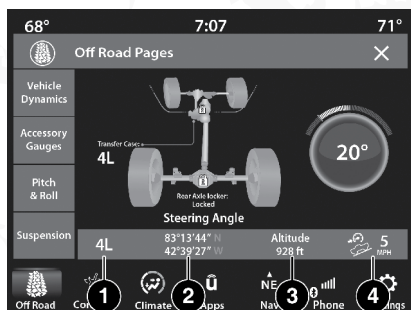 68° 7:07 71°
Off Road Pages
Vehicle
Dynamics
Accessory
Gauges
Pitch
& Roll
Suspension
Transfer Case:
4L
R
R
Rear Axle locker:
Locked
Steering Angle
20°
4L
83°13'44" N
42°39'27" W
Altitude
928 ft
5
MPH
1 2 3 4
Off Road Co Climate Apps NE Nav Phone ngs